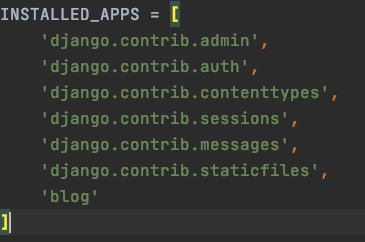 INSTALLED_APPS = [
    'django.contrib.admin',
    'django.contrib.auth',
    'django.contrib.contenttypes',
    'django.contrib.sessions',
    'django.contrib.messages',
    'django.contrib.staticfiles',
    'blog'
]